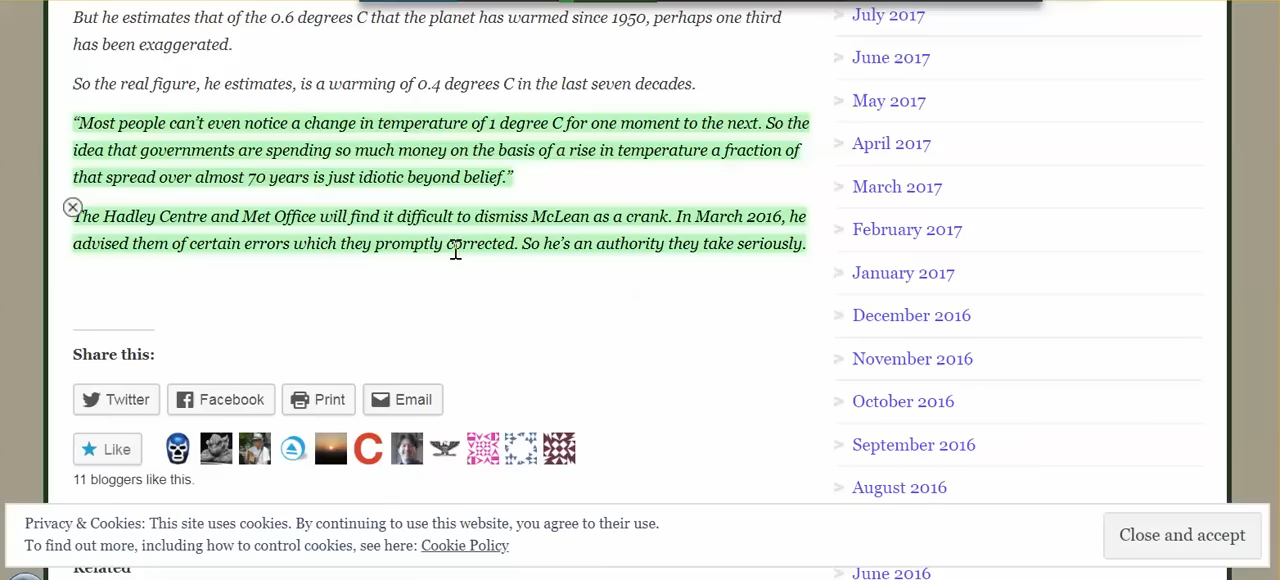 But he estimates that of the 0.6 degrees C that the planet has warmed since 1950, perhaps one third
has been exaggerated.
So the real figure, he estimates, is a warming of 0.4 degrees C in the last seven decades.
“Most people can’t even notice a change in temperature of 1 degree C for one moment to the next. So the
idea that governments are spending so much money on the basis of a rise in temperature a fraction of
that spread over almost 70 years is just idiotic beyond belief.”
The Hadley Centre and Met Office will find it difficult to dismiss McLean as a crank. In March 2016, he
advised them of certain errors which they promptly corrected. So he’s an authority they take seriously.
Share this:
Twitter
Facebook
Print
Email
Like
11 bloggers like this.
July 2017
June 2017
May 2017
April 2017
March 2017
February 2017
January 2017
December 2016
November 2016
October 2016
September 2016
August 2016
June 2016
Privacy & Cookies: This site uses cookies. By continuing to use this website, you agree to their use.
To find out more, including how to control cookies, see here: Cookie Policy
Close and accept
Related